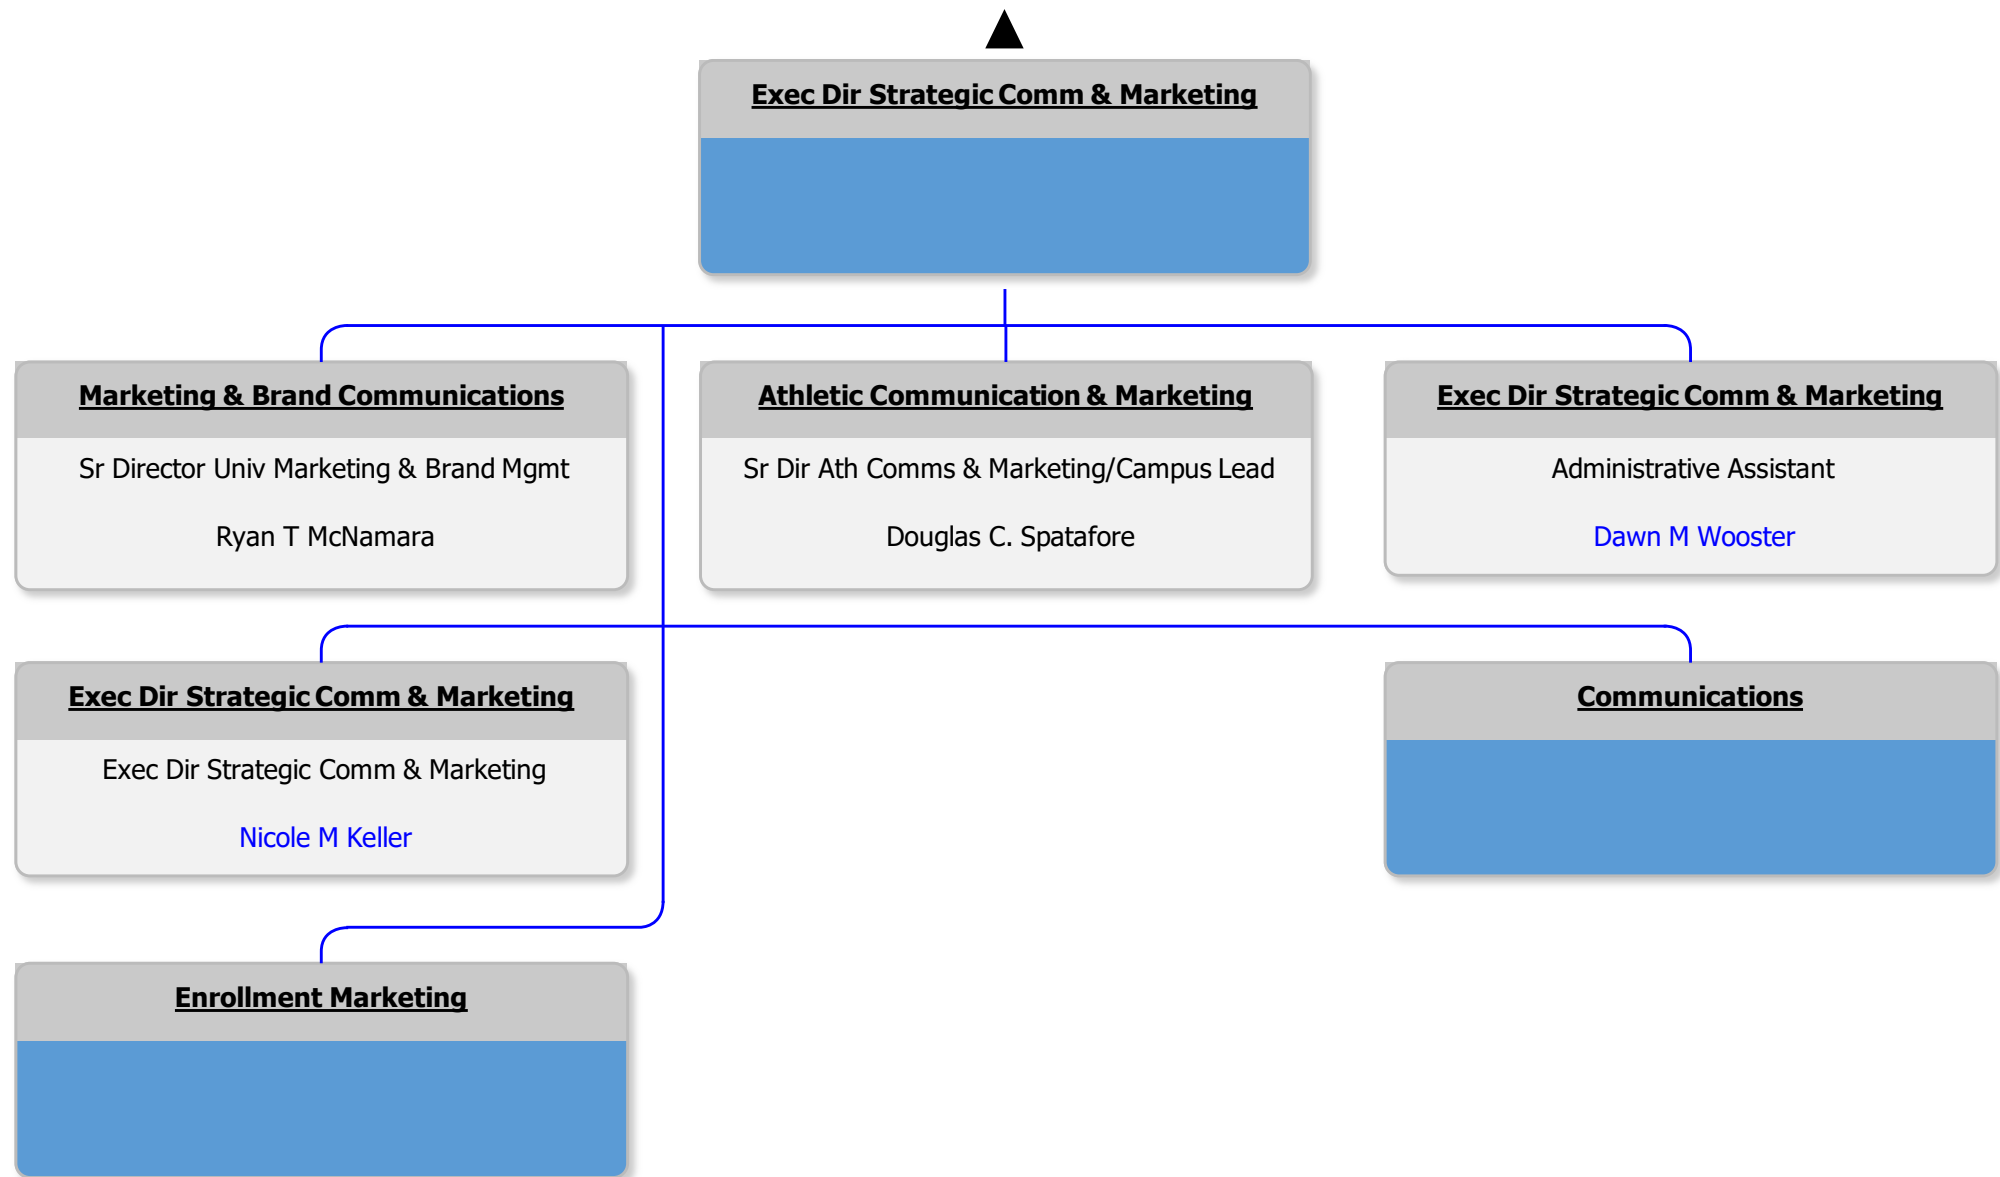 Exec Dir Strategic Comm & Marketing
Marketing & Brand Communications
Sr Director Univ Marketing & Brand Mgmt
Ryan T McNamara
Athletic Communication & Marketing
Sr Dir Ath Comms & Marketing/Campus Lead
Douglas C. Spatafore
Exec Dir Strategic Comm & Marketing
Administrative Assistant
Dawn M Wooster
Exec Dir Strategic Comm & Marketing
Exec Dir Strategic Comm & Marketing
Nicole M Keller
Communications
Enrollment Marketing